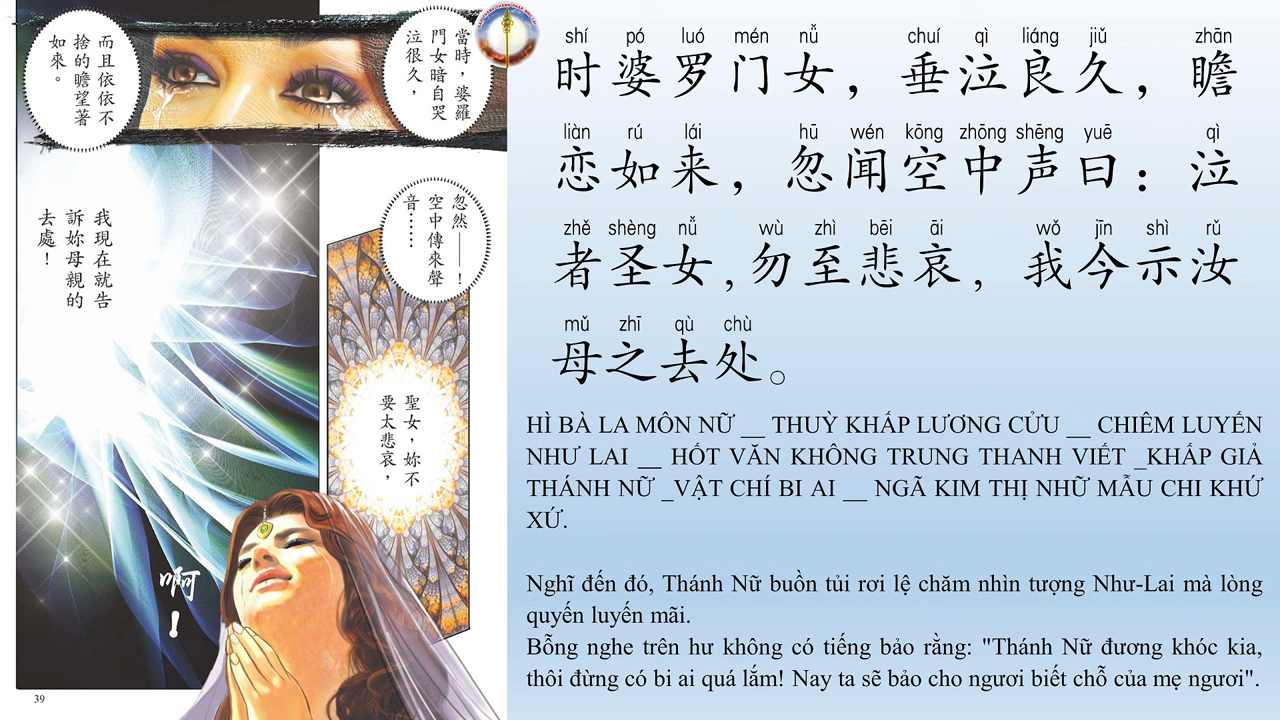 當時，婆羅
門女暗自哭
泣很久，
而且依依不
捨的瞻望著
如來。
忽然——！
空中傳來聲
音……
聖女，妳不
要太悲哀，
我現在就告
訴妳母親的
去處！
啊！
39
shí pó luó mén nǚ chuí qì liáng jiǔ zhān
时婆罗门女，垂泣良久，瞻
liàn rú lái hū wén kōng zhōng shēng yuē qì
恋如来，忽闻空中声曰：泣
zhě shèng nǚ wù zhì bēi āi wǒ jīn shì rǔ
者圣女,勿至悲哀，我今示汝
mǔ zhī qù chù
母之去处。
HÌ BÀ LA MÔN NỮ __ THUỲ KHẤP LƯƠNG CỬU __ CHIÊM LUYẾN
NHƯ LAI __ HỐT VĂN KHÔNG TRUNG THANH VIẾT _KHẤP GIẢ
THÁNH NỮ _VẬT CHÍ BI AI __ NGÃ KIM THỊ NHỮ MẪU CHI KHỨ
XỨ.
Nghĩ đến đó, Thánh Nữ buồn tủi rơi lệ chăm nhìn tượng Như-Lai mà lòng
quyến luyến mãi.
Bỗng nghe trên hư không có tiếng bảo rằng: "Thánh Nữ đương khóc kia,
thôi đừng có bi ai quá lắm! Nay ta sẽ bảo cho ngươi biết chỗ của mẹ ngươi".